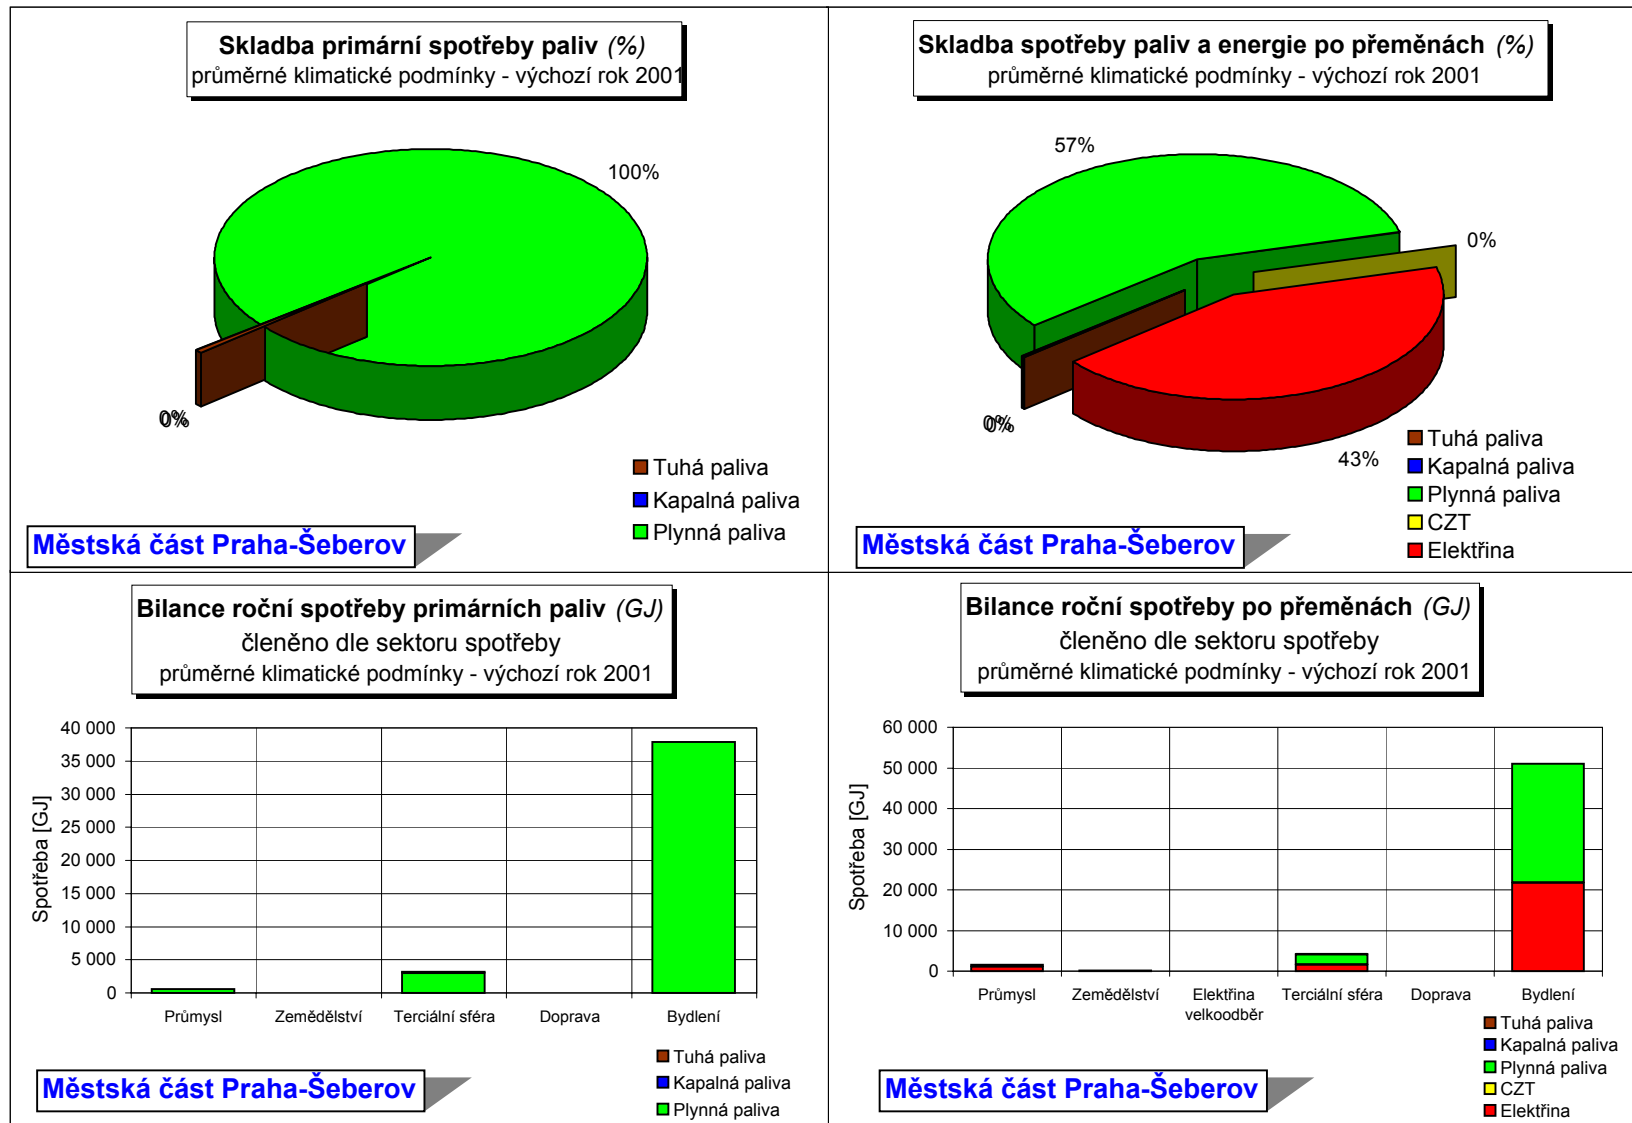 Skladba primární spotřeby paliv (%)
průměrné klimatické podmínky - výchozí rok 2001
100%
0%
0%
Tuhá paliva
Kapalná paliva
Plynná paliva
Městská část Praha-Šeberov
Skladba spotřeby paliv a energie po přeměnách (%)
průměrné klimatické podmínky - výchozí rok 2001
57%
0%
0%
0%
43%
Tuhá paliva
Kapalná paliva
Plynná paliva
CZT
Elektřina
Městská část Praha-Šeberov
Bilance roční spotřeby primárních paliv (GJ)
členěno dle sektoru spotřeby
průměrné klimatické podmínky - výchozí rok 2001
Spotřeba [GJ]
40 000
35 000
30 000
25 000
20 000
15 000
10 000
5 000
0
Průmysl Zemědělství Terciální sféra Doprava Bydlení
Tuhá paliva
Kapalná paliva
Plynná paliva
Městská část Praha-Šeberov
Bilance roční spotřeby po přeměnách (GJ)
členěno dle sektoru spotřeby
průměrné klimatické podmínky - výchozí rok 2001
Spotřeba [GJ]
60 000
50 000
40 000
30 000
20 000
10 000
0
Průmysl Zemědělství Elektřina Terciální sféra Doprava Bydlení
velkoodběr
Tuhá paliva
Kapalná paliva
Plynná paliva
CZT
Elektřina
Městská část Praha-Šeberov